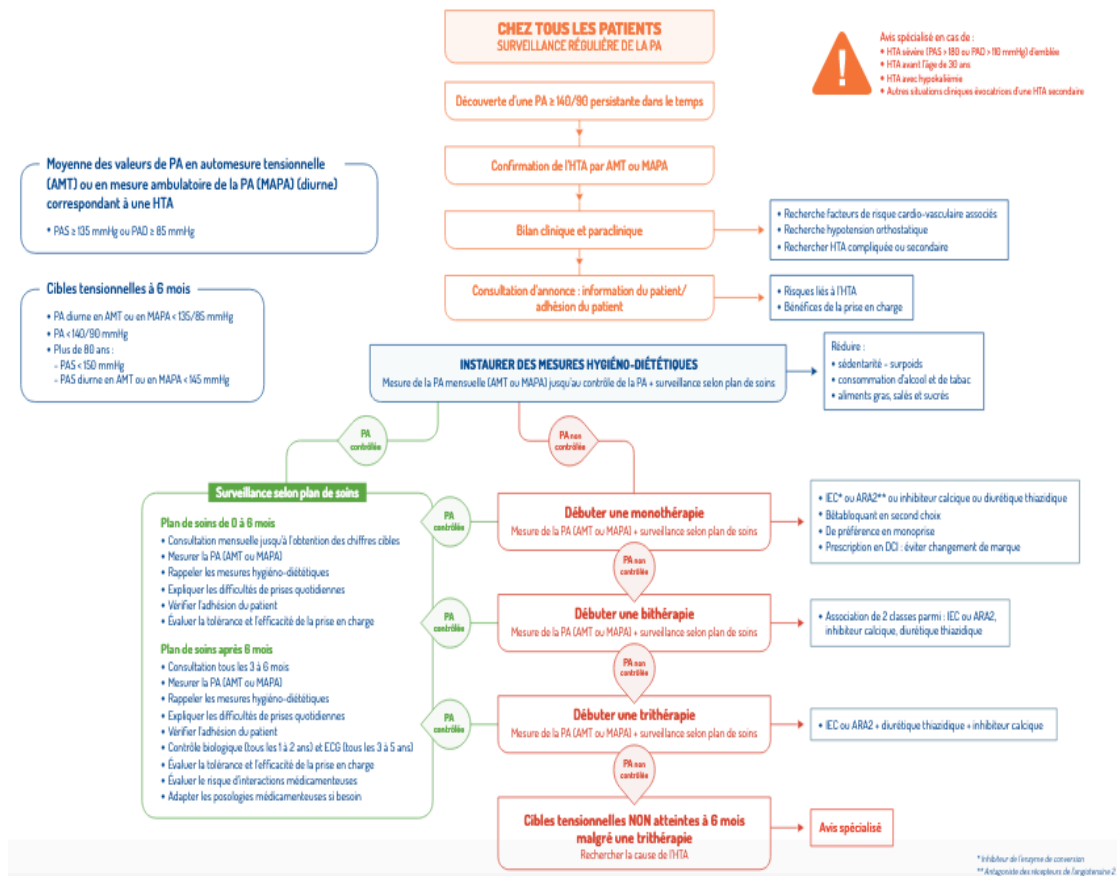 CHEZ TOUS LES PATIENTS
SURVEILLANCE RÉGULIÈRE DE LA PA
Avis spécialisé en cas de :
• HTA sévère (PAS > 180 ou PAD > 110 mmHg) d'emblée
• HTA avant l'âge de 30 ans
• HTA avec hypokaliémie
• Autres situations cliniques évocatrices d'une HTA secondaire
Découverte d'une PA ≥ 140/90 persistante dans le temps
Confirmation de l'HTA par AMT ou MAPA
Moyenne des valeurs de PA en automesure tensionnelle
(AMT) ou en mesure ambulatoire de la PA (MAPA) (diurne)
correspondant à une HTA
• PAS ≥ 135 mmHg ou PAD ≥ 85 mmHg
Bilan clinique et paraclinique
• Recherche facteurs de risque cardio-vasculaire associés
• Recherche hypotension orthostatique
• Rechercher HTA compliquée ou secondaire
Consultation d'annonce : information du patient/
adhésion du patient
• Risques liés à l'HTA
• Bénéfices de la prise en charge
Cibles tensionnelles à 6 mois
• PA diurne en AMT ou en MAPA < 135/85 mmHg
• PA < 140/90 mmHg
• Plus de 80 ans :
- PAS < 150 mmHg
- PAS diurne en AMT ou en MAPA < 145 mmHg
INSTAURER DES MESURES HYGIÉNO-DIÉTÉTIQUES
Mesure de la PA mensuelle (AMT ou MAPA) jusqu'au contrôle de la PA + surveillance selon plan de soins
Réduire :
• sédentarité - surpoids
• consommation d'alcool et de tabac
• aliments gras, salés et sucrés
PA
contrôlée
PA non
contrôlée
Surveillance selon plan de soins
Plan de soins de 0 à 6 mois
• Consultation mensuelle jusqu'à l'obtention des chiffres cibles
• Mesurer la PA (AMT ou MAPA)
• Rappeler les mesures hygiéno-diététiques
• Expliquer les difficultés de prises quotidiennes
• Vérifier l'adhésion du patient
• Évaluer la tolérance et l'efficacité de la prise en charge
Plan de soins après 6 mois
• Consultation tous les 3 à 6 mois
• Mesurer la PA (AMT ou MAPA)
• Rappeler les mesures hygiéno-diététiques
• Expliquer les difficultés de prises quotidiennes
• Vérifier l'adhésion du patient
• Contrôle biologique (tous les 1 à 2 ans) et ECG (tous les 3 à 5 ans)
• Évaluer la tolérance et l'efficacité de la prise en charge
• Évaluer le risque d'interactions médicamenteuses
• Adapter les posologies médicamenteuses si besoin
PA
contrôlée
Débuter une monothérapie
Mesure de la PA (AMT ou MAPA) + surveillance selon plan de soins
• IEC* ou ARA2** ou inhibiteur calcique ou diurétique thiazidique
• Bêtabloquant en second choix
• De préférence en monoprise
• Prescription en DCI : éviter changement de marque
PA non
contrôlée
PA
contrôlée
Débuter une bithérapie
Mesure de la PA (AMT ou MAPA) + surveillance selon plan de soins
• Association de 2 classes parmi : IEC ou ARA2,
inhibiteur calcique, diurétique thiazidique
PA non
contrôlée
PA
contrôlée
Débuter une trithérapie
Mesure de la PA (AMT ou MAPA) + surveillance selon plan de soins
• IEC ou ARA2 + diurétique thiazidique + inhibiteur calcique
PA non
contrôlée
Cibles tensionnelles NON atteintes à 6 mois
malgré une trithérapie
Rechercher la cause de l'HTA
Avis spécialisé
* Inhibiteur de l'enzyme de conversion
** Antagoniste des récepteurs de l'angiotensine 2